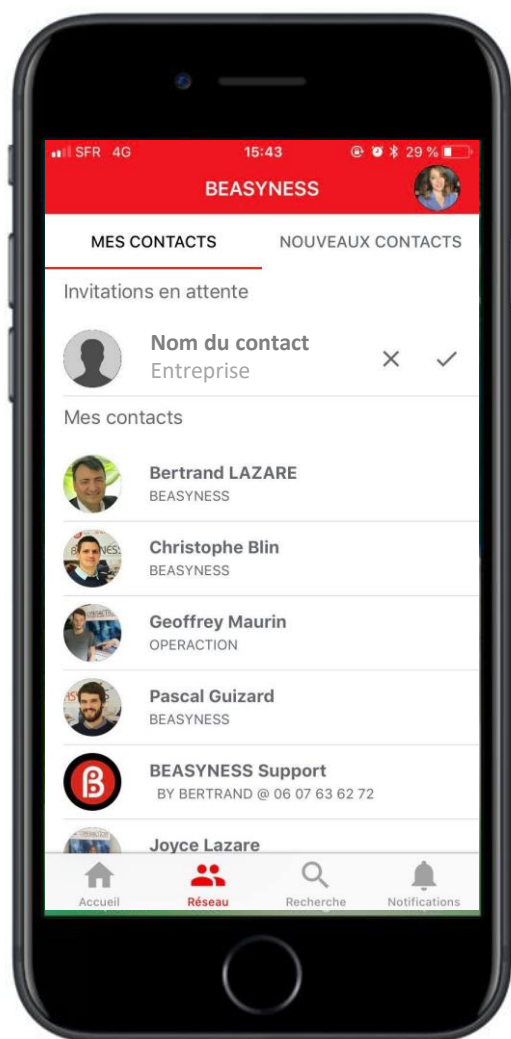 SFR 4G 15:43 29 %
BEASYNESS
MES CONTACTS NOUVEAUX CONTACTS
Invitations en attente
Nom du contact
Entreprise
Mes contacts
Bertrand LAZARE
BEASYNESS
Christophe Blin
BEASYNESS
Geoffrey Maurin
OPERACTION
Pascal Guizard
BEASYNESS
BEASYNESS Support
BY BERTRAND @ 06 07 63 62 72
Joyce Lazare
Accueil Réseau Recherche Notifications